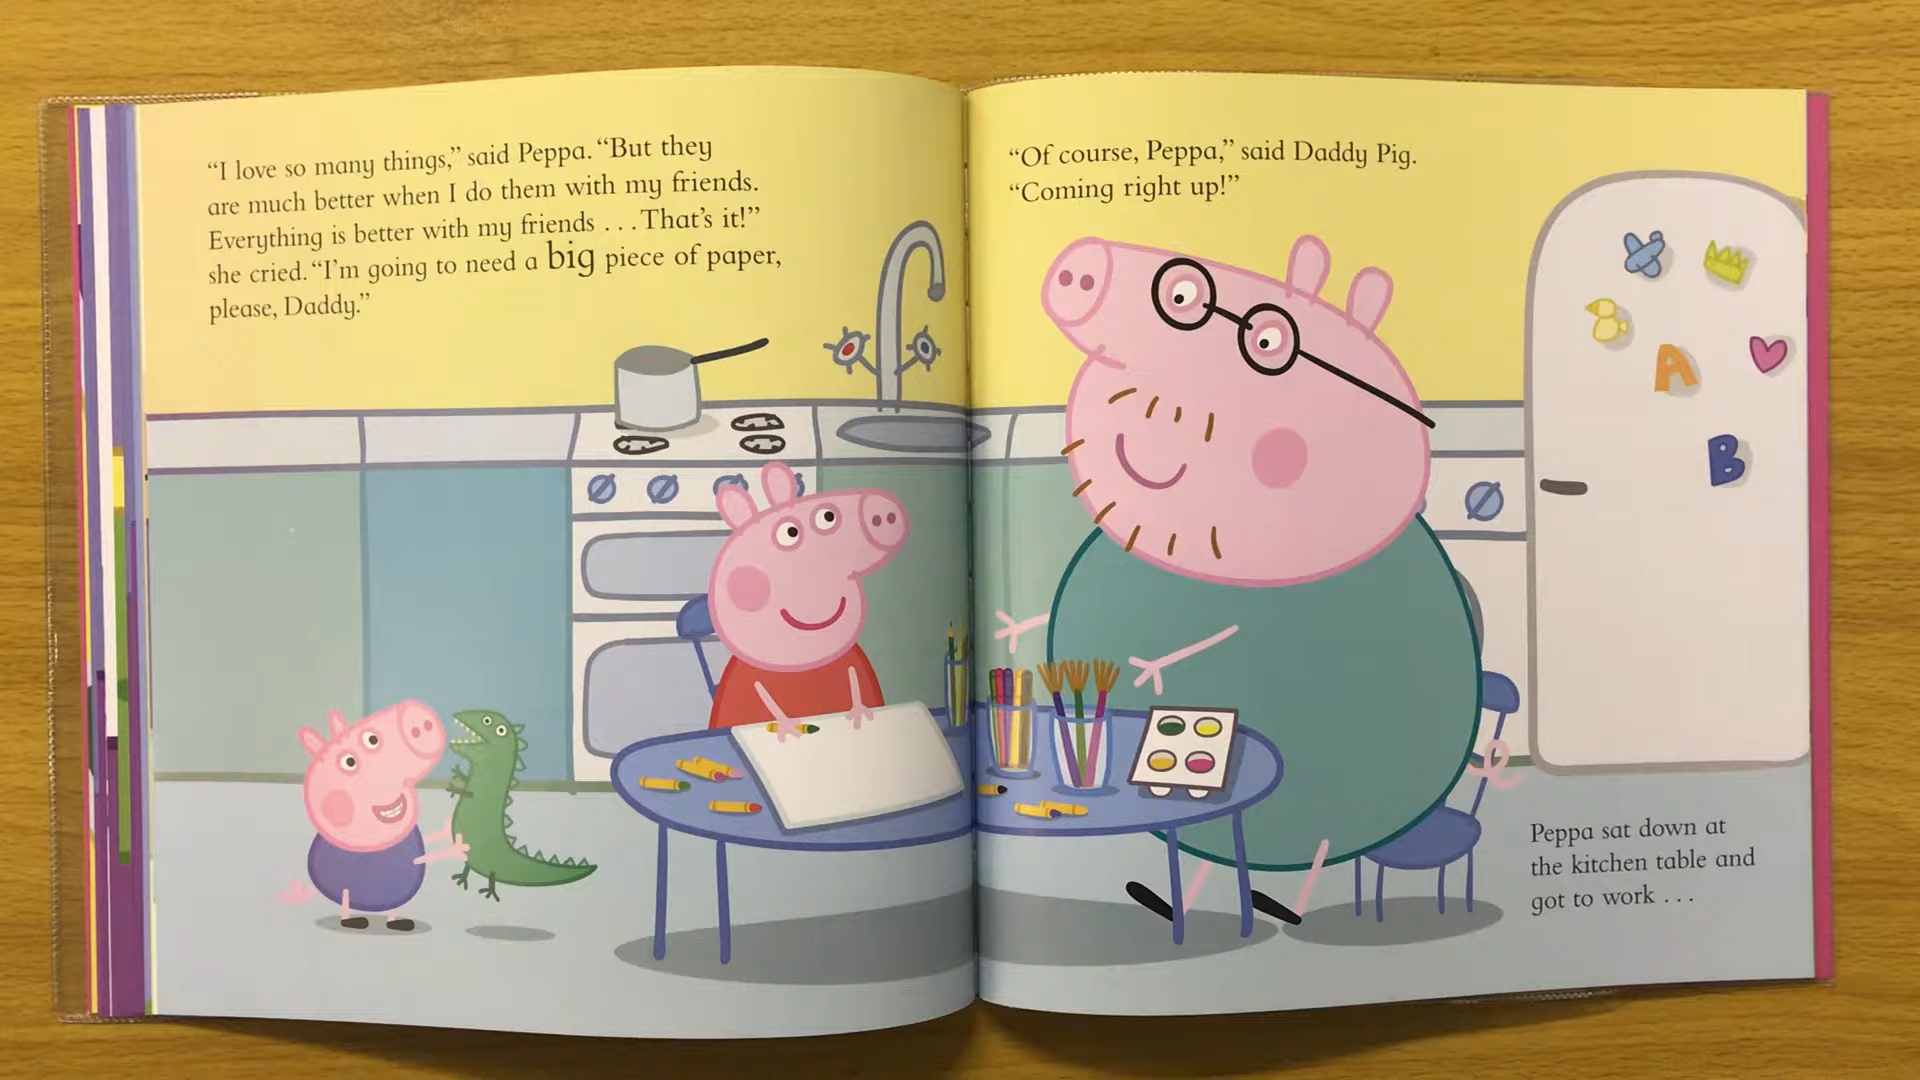 “I love so many things,” said Peppa. “But they
are much better when I do them with my friends.
Everything is better with my friends . . . That’s it!”
she cried. “I’m going to need a big piece of paper,
please, Daddy.”
“Of course, Peppa,” said Daddy Pig.
“Coming right up!”
A
B
Peppa sat down at
the kitchen table and
got to work . . .